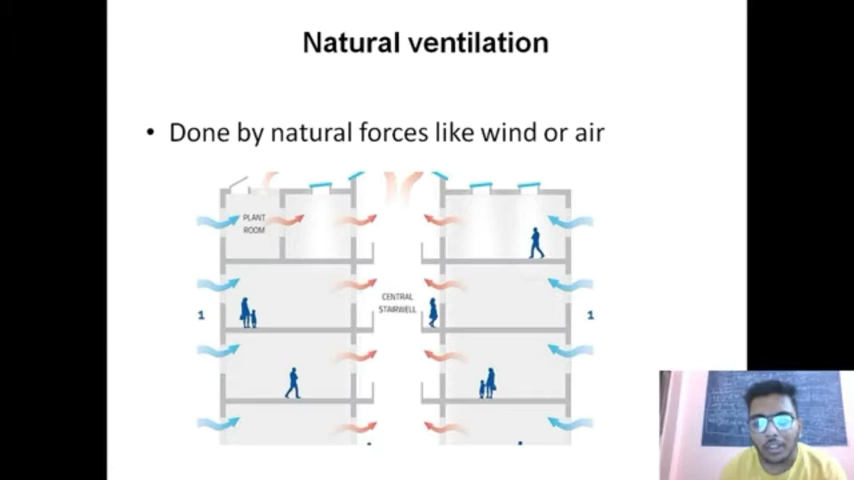 Natural ventilation
• Done by natural forces like wind or air
PLANT
ROOM
CENTRAL
STAIRWELL
1
1